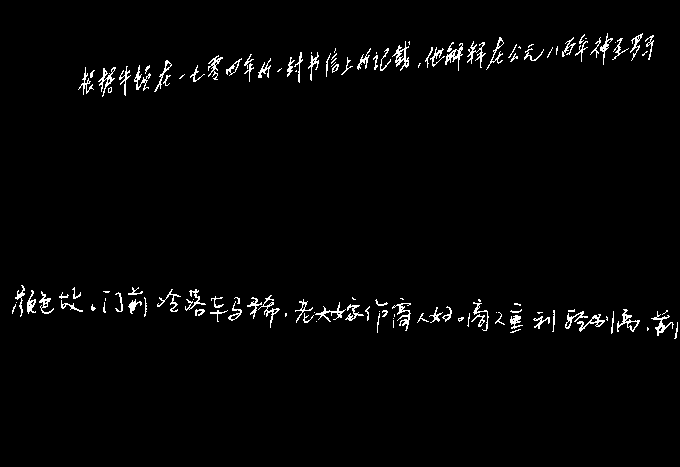 根据牛顿在一七零四年的一封书信上的记载，他解释在公元八百年神圣罗马
颜色故。门前冷落车马稀，老大嫁作商人妇。商人重利轻别离，前